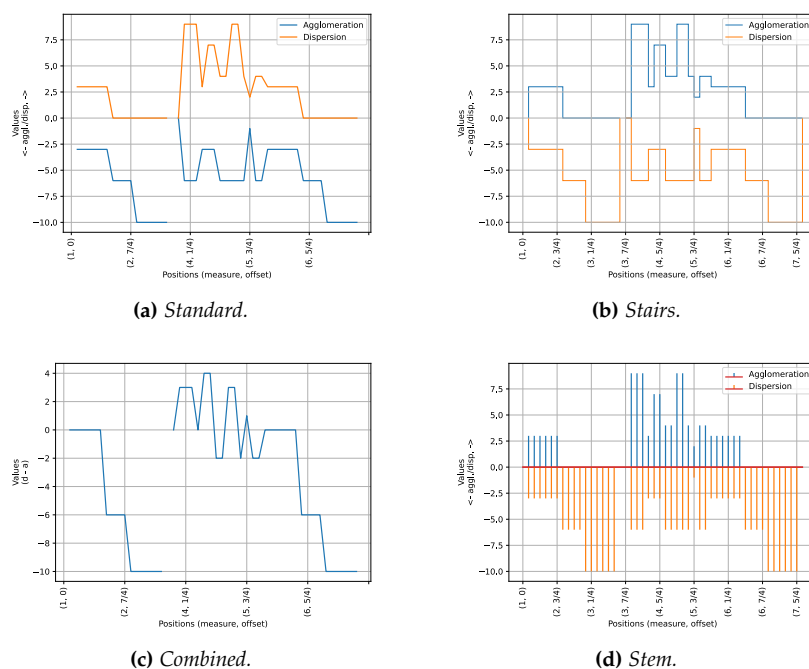 Agglomeration
Dispersion
7.5
5.0
2.5
0.0
−2.5
−5.0
−7.5
−10.0
Values
<- aggl./disp. ->
(1, 0)
(2, 7/4)
(4, 1/4)
(5, 3/4)
(6, 5/4)
Positions (measure, offset)
(a) Standard.
Agglomeration
Dispersion
7,5
5,0
2,5
0,0
−2,5
−5,0
−7,5
−10,0
Values
<- aggl./disp. ->
(1, 0)
(2, 3/4)
(3, 1/4)
(3, 7/4)
(4, 5/4)
(5, 3/4)
(6, 1/4)
(6, 7/4)
(7, 5/4)
Positions (measure, offset)
(b) Stairs.
4
2
0
−2
−4
−6
−8
−10
Values
(d – a)
(1, 0)
(2, 7/4)
(4, 1/4)
(5, 3/4)
(6, 5/4)
Positions (measure, offset)
(c) Combined.
Agglomeration
Dispersion
7,5
5,0
2,5
0,0
−2,5
−5,0
−7,5
−10,0
Values
<- aggl./disp. ->
(1, 0)
(2, 3/4)
(3, 1/4)
(3, 7/4)
(4, 5/4)
(5, 3/4)
(6, 1/4)
(6, 7/4)
(7, 5/4)
Positions (measure, offset)
(d) Stem.